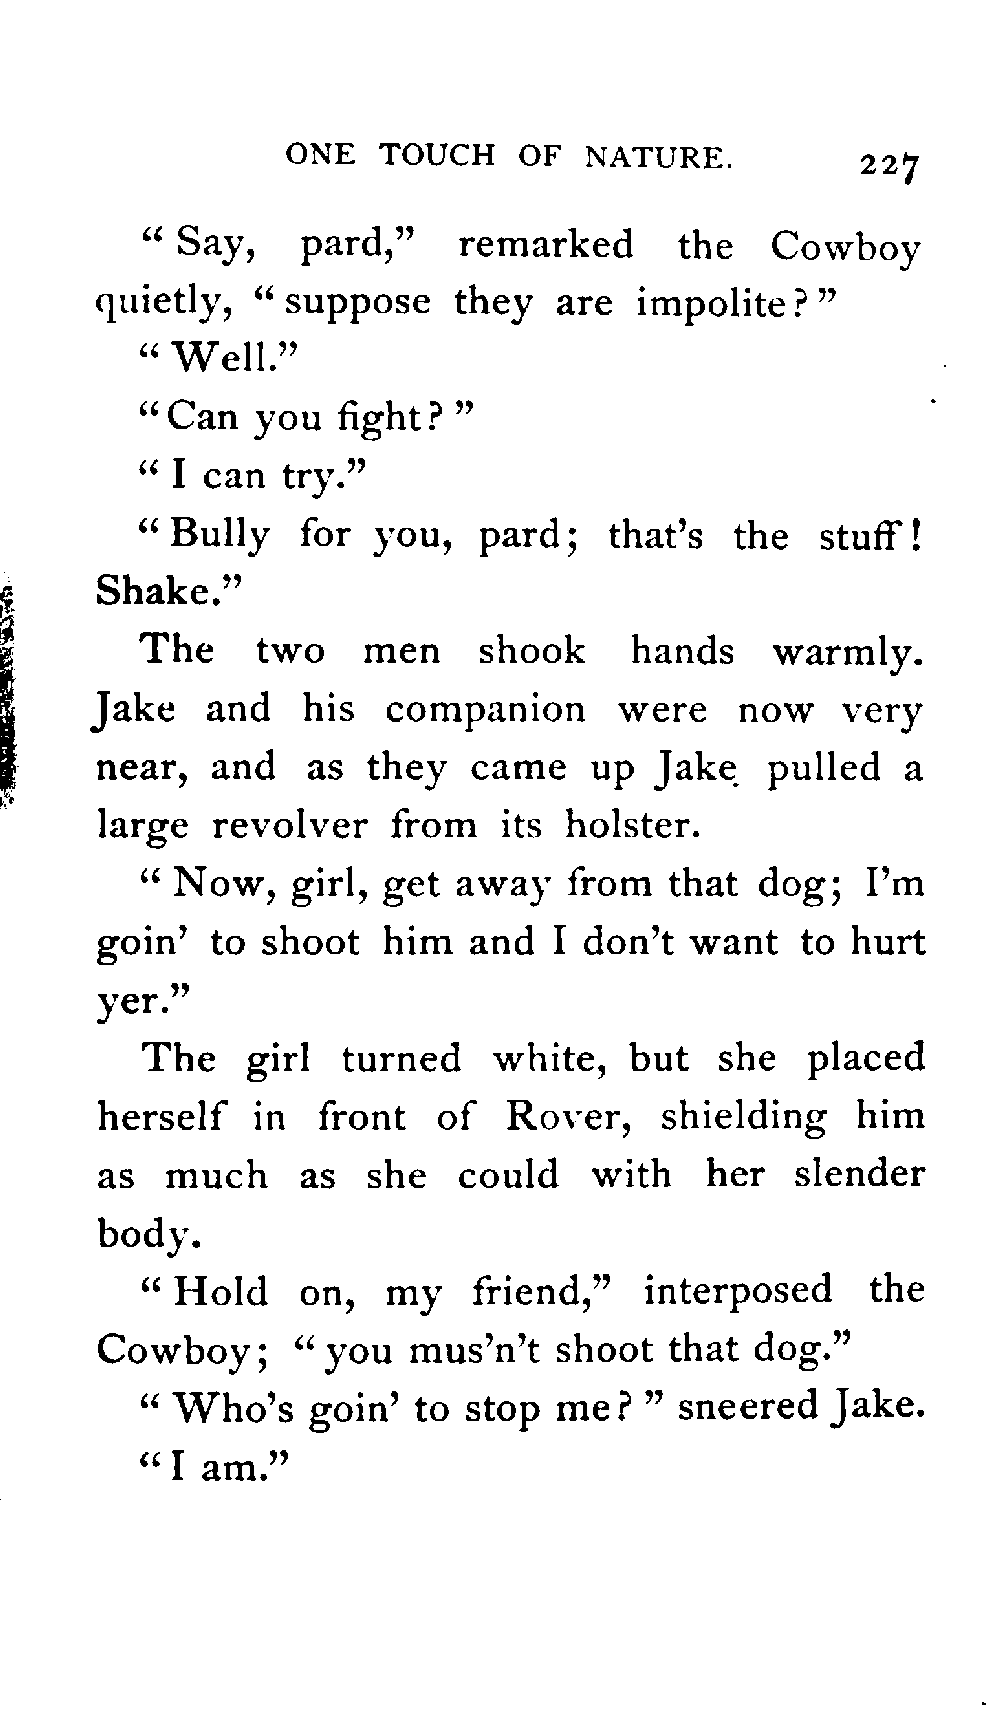 ONE TOUCH OF NATURE. 227
“ Say, pard,” remarked the Cowboy
quietly, “ suppose they are impolite ? ”
“ Well.”
“ Can you fight ? ”
“ I can try.”
“ Bully for you, pard ; that’s the stuff !
Shake.”
The two men shook hands warmly.
Jake and his companion were now very
near, and as they came up Jake pulled a
large revolver from its holster.
“ Now, girl, get away from that dog ; I’m
goin’ to shoot him and I don’t want to hurt
yer.”
The girl turned white, but she placed
herself in front of Rover, shielding him
as much as she could with her slender
body.
“ Hold on, my friend,” interposed the
Cowboy ; “ you mus’n’t shoot that dog.”
“ Who’s goin’ to stop me ? ” sneered Jake.
“ I am.”